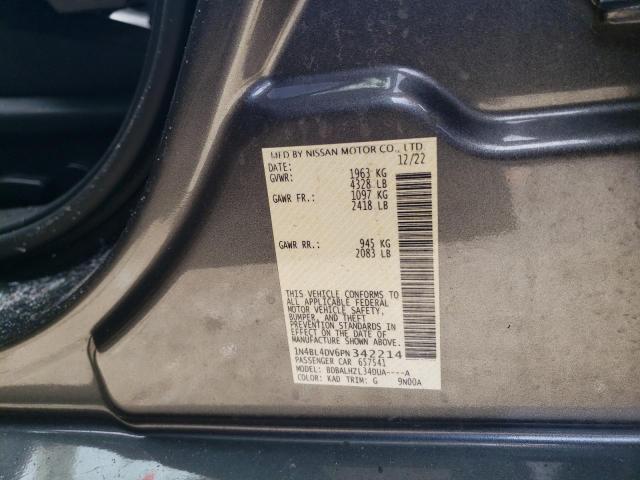 MFD BY NISSAN MOTOR CO., LTD.
DATE: 12/22
GVWR: 1963 KG
4328 LB
GAWR FR.: 1097 KG
2418 LB
GAWR RR.: 945 KG
2083 LB
THIS VEHICLE CONFORMS TO
ALL APPLICABLE FEDERAL
MOTOR VEHICLE SAFETY,
BUMPER, AND THEFT
PREVENTION STANDARDS IN
EFFECT ON THE DATE OF
MANUFACTURE SHOWN ABOVE.
1N4BL4DV6PN342214
PASSENGER CAR 657541
MODEL: BDBALHZL34DUA----A
COLOR: KAD TRIM: G 9N00A